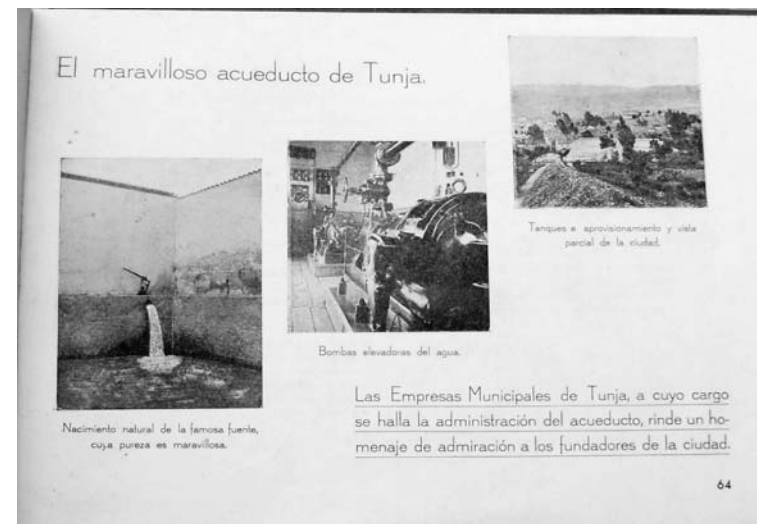 El maravilloso acueducto de Tunja.
Tanques e aprovisionamiento y vista
parcial de la ciudad.
Bombas elevadoras del agua.
Nacimiento natural de la famosa fuente,
cuya pureza es maravillosa.
Las Empresas Municipales de Tunja, a cuyo cargo
se halla la administración del acueducto, rinde un ho-
menaje de admiración a los fundadores de la ciudad.
64